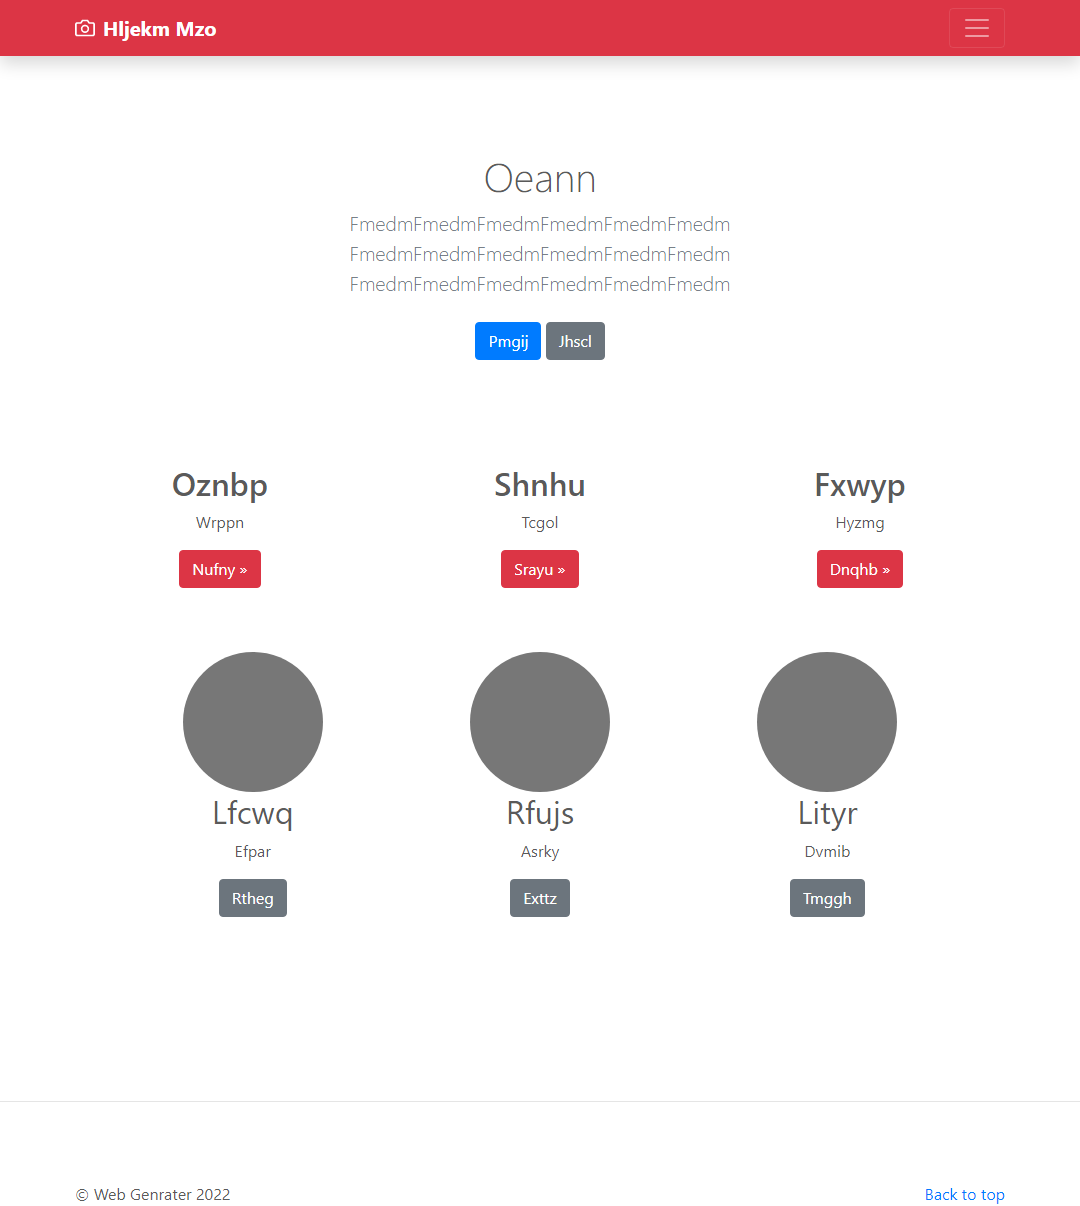 Hljekm Mzo
Oeann
FmedmFmedmFmedmFmedmFmedmFmedm
FmedmFmedmFmedmFmedmFmedmFmedm
FmedmFmedmFmedmFmedmFmedmFmedm
Pmgij Jhscl
Oznbp Shnhu Fxwyp
Wrppn Tcgol Hyzmg
Nufny » Srayu » Dnqhb »
Lfcwq Rfujs Lityr
Efpar Asrky Dvmib
Rtheg Exttz Tmggh
© Web Genrater 2022 Back to top